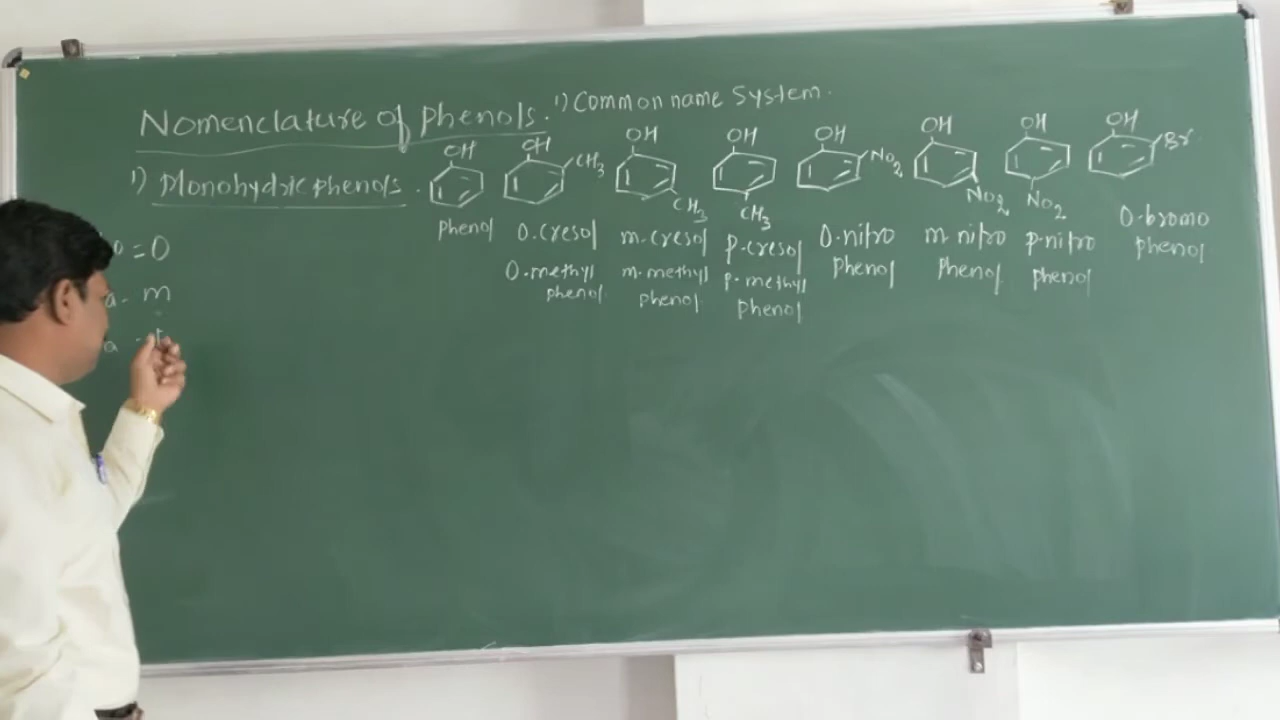 Nomenclature of phenols. 1) Common name System.
1) Monohydric phenols.
OH OH OH OH OH OH OH OH
CH3 CH3 CH3 NO2 NO2 NO2 Br
phenol O.cresol m.cresol p.cresol O.nitro m.nitro p.nitro O.bromo
phenol phenol phenol phenol
O.methyl m.methyl p.methyl
phenol phenol phenol
o = O
a - m
a -